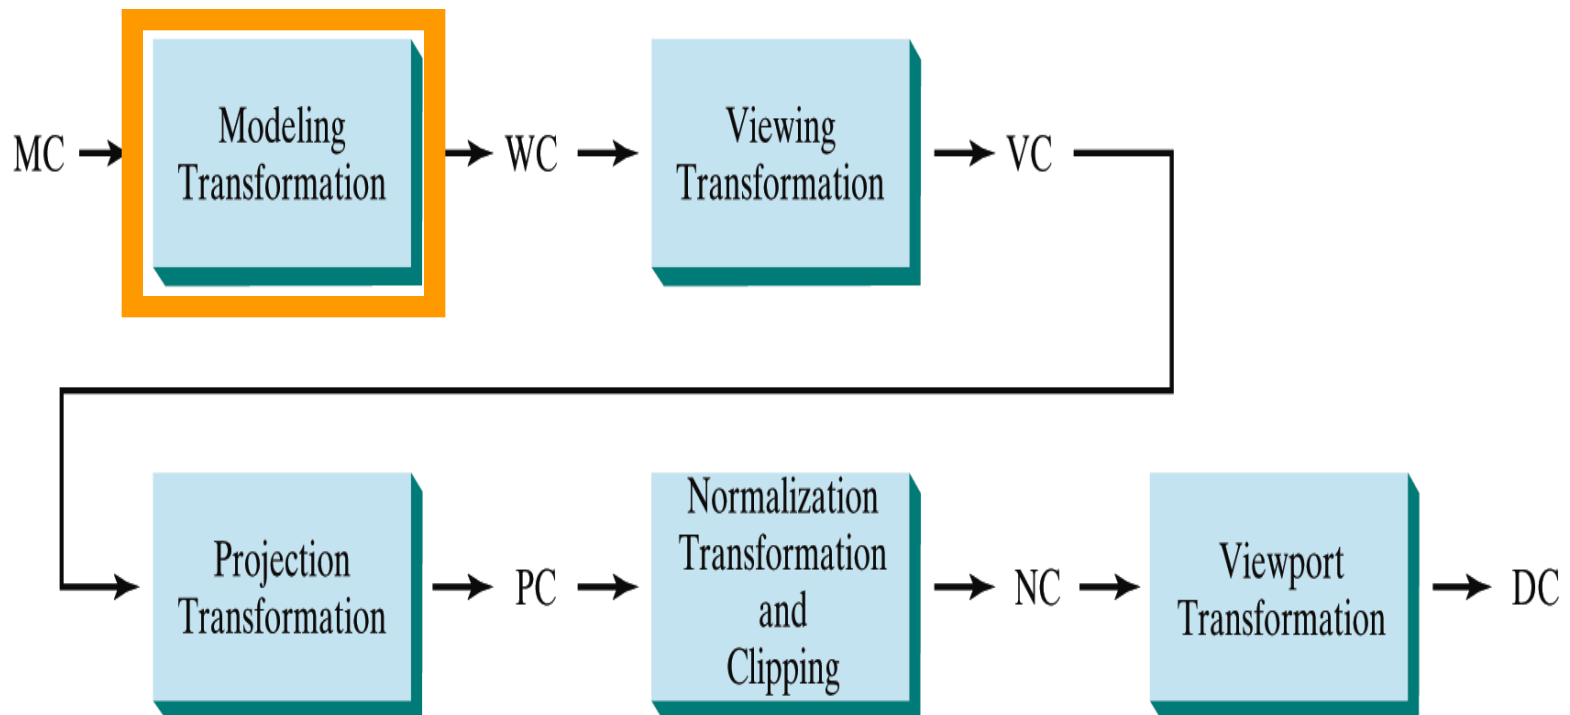 MC
Modeling
Transformation
WC
Viewing
Transformation
VC
Projection
Transformation
PC
Normalization
Transformation
and
Clipping
NC
Viewport
Transformation
DC